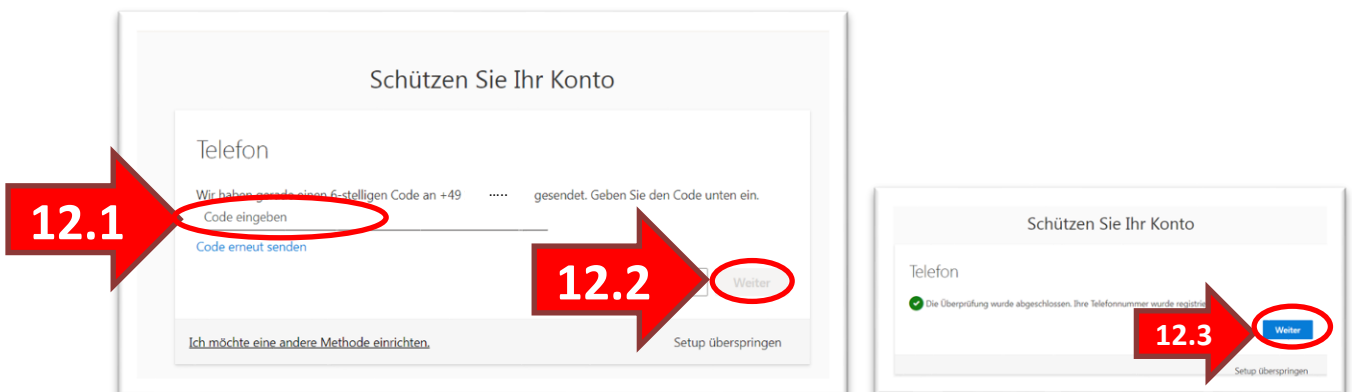 Schützen Sie Ihr Konto
Telefon
Wir haben gerade einen 6-stelligen Code an +49 ..... gesendet. Geben Sie den Code unten ein.
12.1
Code eingeben
Code erneut senden
12.2
Weiter
Ich möchte eine andere Methode einrichten.
Setup überspringen
Schützen Sie Ihr Konto
Telefon
Die Überprüfung wurde abgeschlossen. Ihre Telefonnummer wurde
12.3
Weiter
Setup überspringen